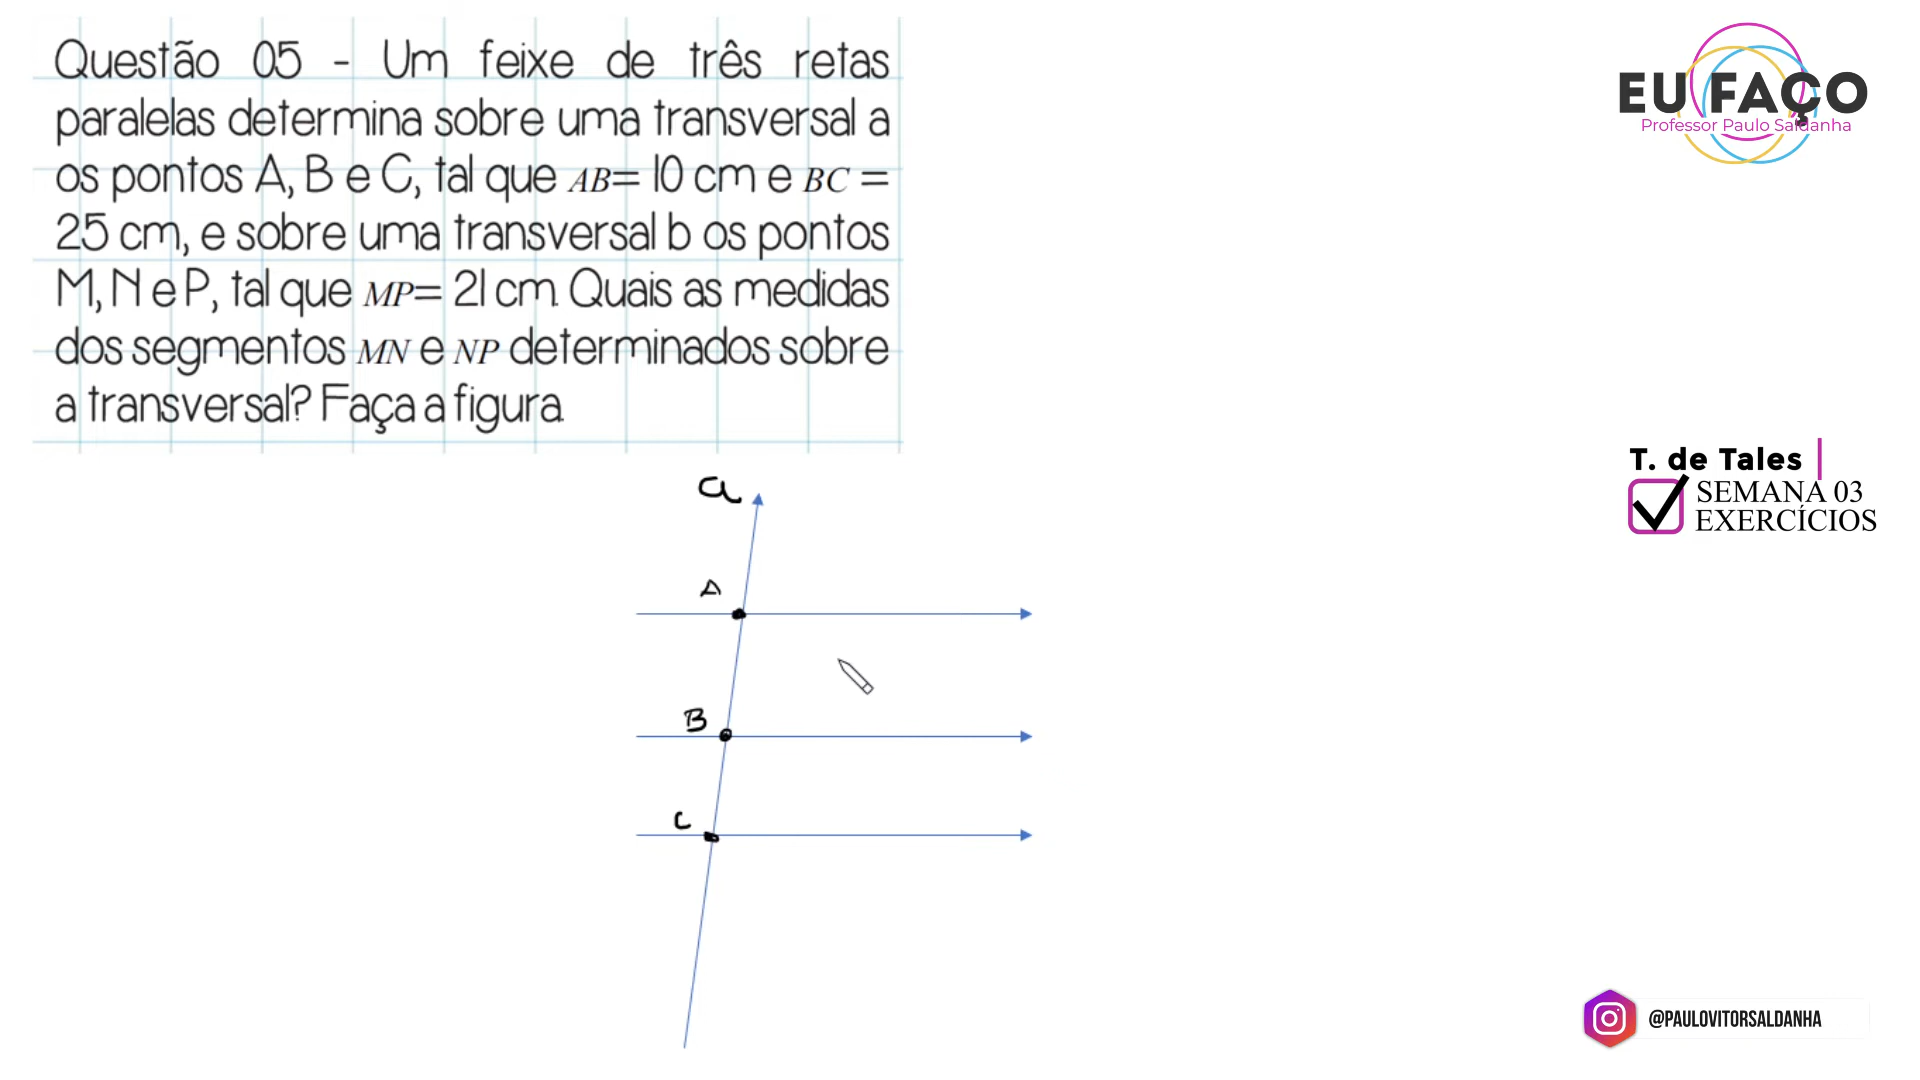 Questão 05 - Um feixe de três retas
paralelas determina sobre uma transversal a
os pontos A, B e C, tal que AB= 10 cm e BC =
25 cm, e sobre uma transversal b os pontos
M, N e P, tal que MP= 21 cm. Quais as medidas
dos segmentos MN e NP determinados sobre
a transversal? Faça a figura.
EU FAÇO
Professor Paulo Saldanha
T. de Tales
SEMANA 03
EXERCÍCIOS
a
A
B
C
@PAULOVITORSALDANHA